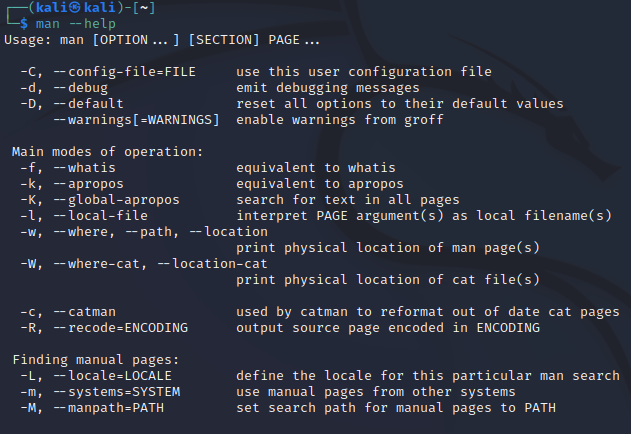 ┌──(kali㉿kali)-[~]
└─$ man --help
Usage: man [OPTION...] [SECTION] PAGE...

  -C, --config-file=FILE     use this user configuration file
  -d, --debug                emit debugging messages
  -D, --default              reset all options to their default values
      --warnings[=WARNINGS]  enable warnings from groff

 Main modes of operation:
  -f, --whatis               equivalent to whatis
  -k, --apropos              equivalent to apropos
  -K, --global-apropos       search for text in all pages
  -l, --local-file           interpret PAGE argument(s) as local filename(s)
  -w, --where, --path, --location
                             print physical location of man page(s)
  -W, --where-cat, --location-cat
                             print physical location of cat file(s)

  -c, --catman               used by catman to reformat out of date cat pages
  -R, --recode=ENCODING      output source page encoded in ENCODING

 Finding manual pages:
  -L, --locale=LOCALE        define the locale for this particular man search
  -m, --systems=SYSTEM       use manual pages from other systems
  -M, --manpath=PATH         set search path for manual pages to PATH